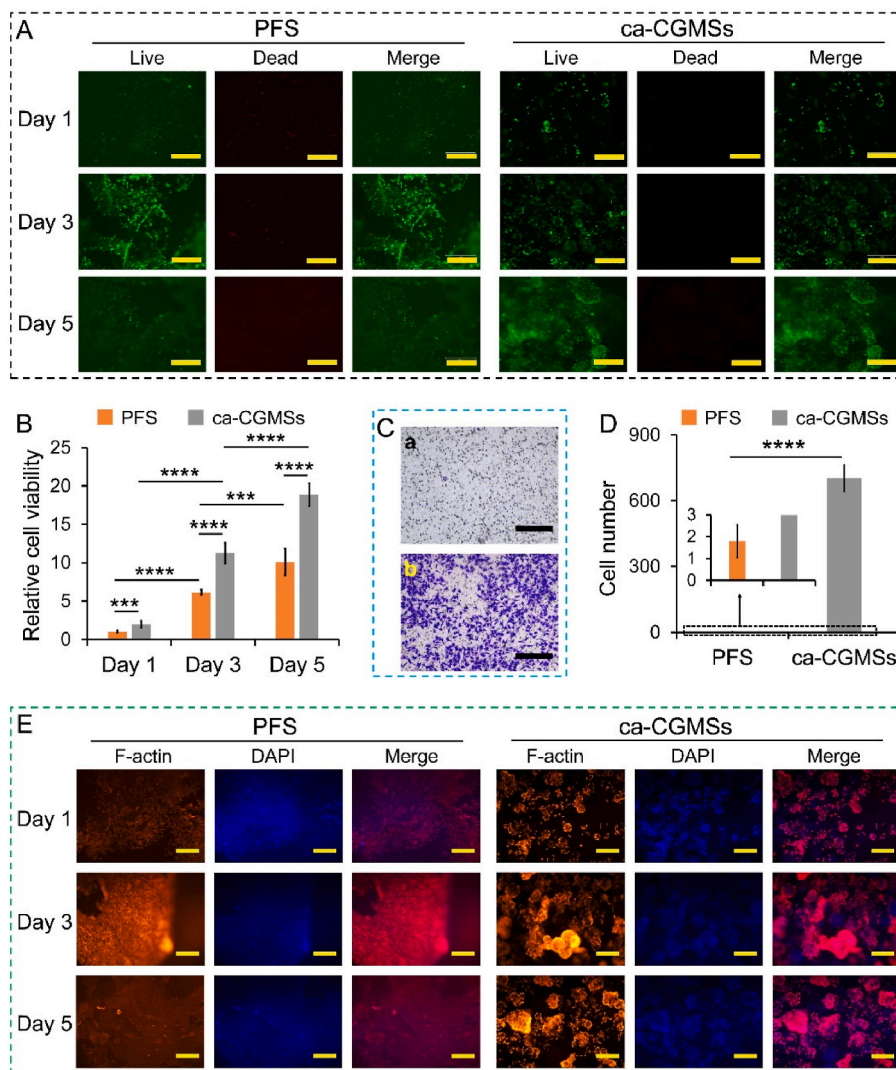 A
PFS ca-CGMSs
Live Dead Merge Live Dead Merge
Day 1
Day 3
Day 5
B
PFS ca-CGMSs
Relative cell viability
25
20
15
10
5
0
**** ****
**** *** ****
**** ****
***
Day 1 Day 3 Day 5
C
a
b
D
PFS ca-CGMSs
Cell number
900
600
300
0
****
3
2
1
0
PFS ca-CGMSs
E
PFS ca-CGMSs
F-actin DAPI Merge F-actin DAPI Merge
Day 1
Day 3
Day 5